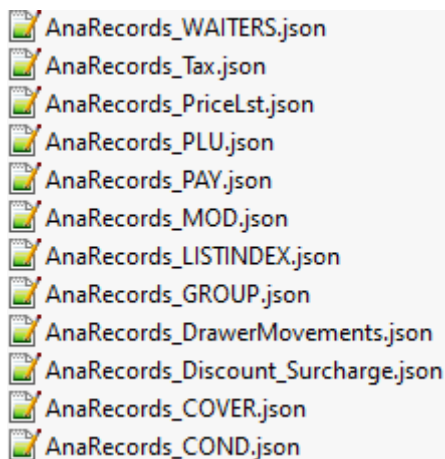 AnaRecords_WAITERS.json
AnaRecords_Tax.json
AnaRecords_PriceLst.json
AnaRecords_PLU.json
AnaRecords_PAY.json
AnaRecords_MOD.json
AnaRecords_LISTINDEX.json
AnaRecords_GROUP.json
AnaRecords_DrawerMovements.json
AnaRecords_Discount_Surcharge.json
AnaRecords_COVER.json
AnaRecords_COND.json